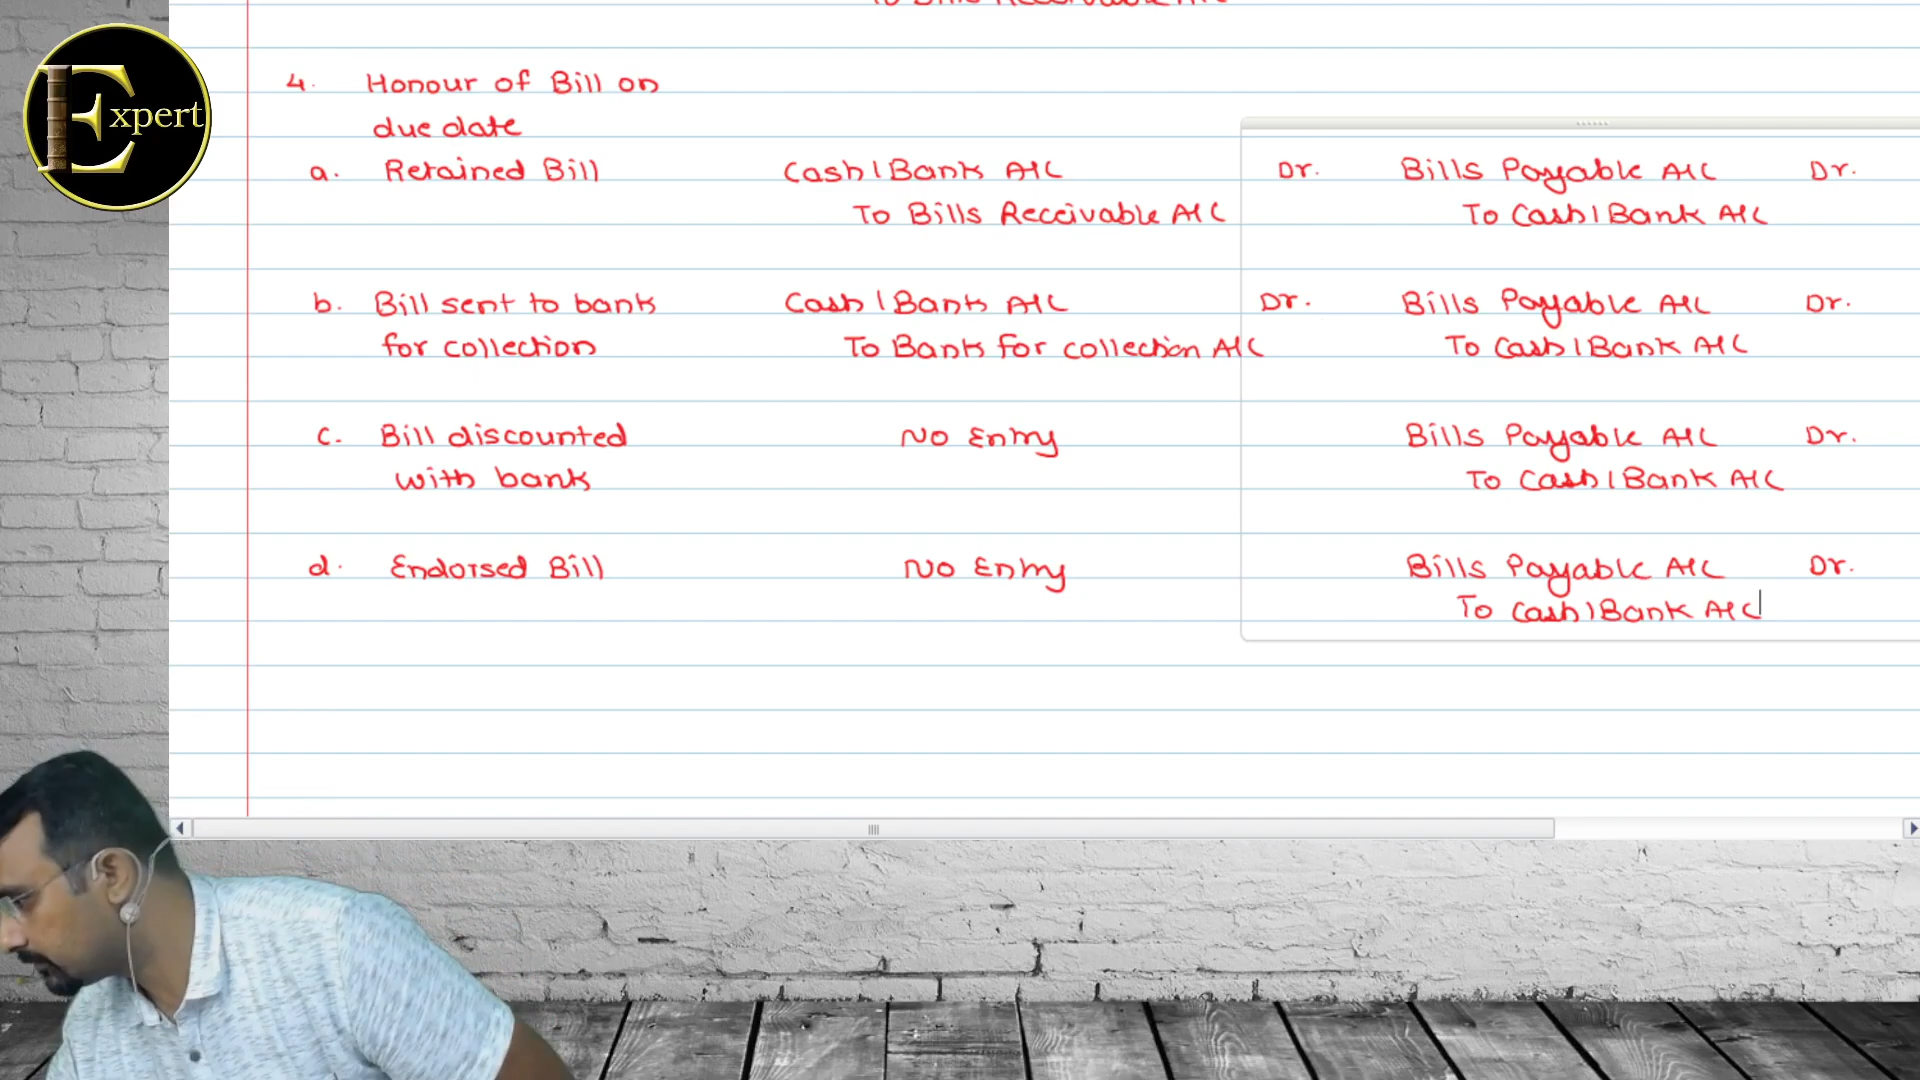 Expert
To Bills Receivable A/C
4. Honour of Bill on
due date
a. Retained Bill Cash/Bank A/C Dr. Bills Payable A/C Dr.
To Bills Receivable A/C To Cash/Bank A/C
b. Bill sent to bank Cash/Bank A/C Dr. Bills Payable A/C Dr.
for collection To Bank for collection A/C To Cash/Bank A/C
c. Bill discounted No Entry Bills Payable A/C Dr.
with bank To Cash/Bank A/C
d. Endorsed Bill No Entry Bills Payable A/C Dr.
To Cash/Bank A/C